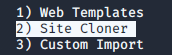 1) Web Templates
2) Site Cloner
3) Custom Import